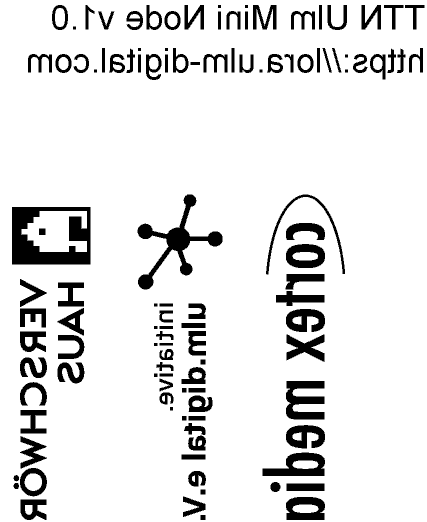 TTN Ulm Mini Node v1.0
https://lora.ulm-digital.com
cortex media
ulm.digital e.V.
initiative.
HAUS
VERSCHWÖR